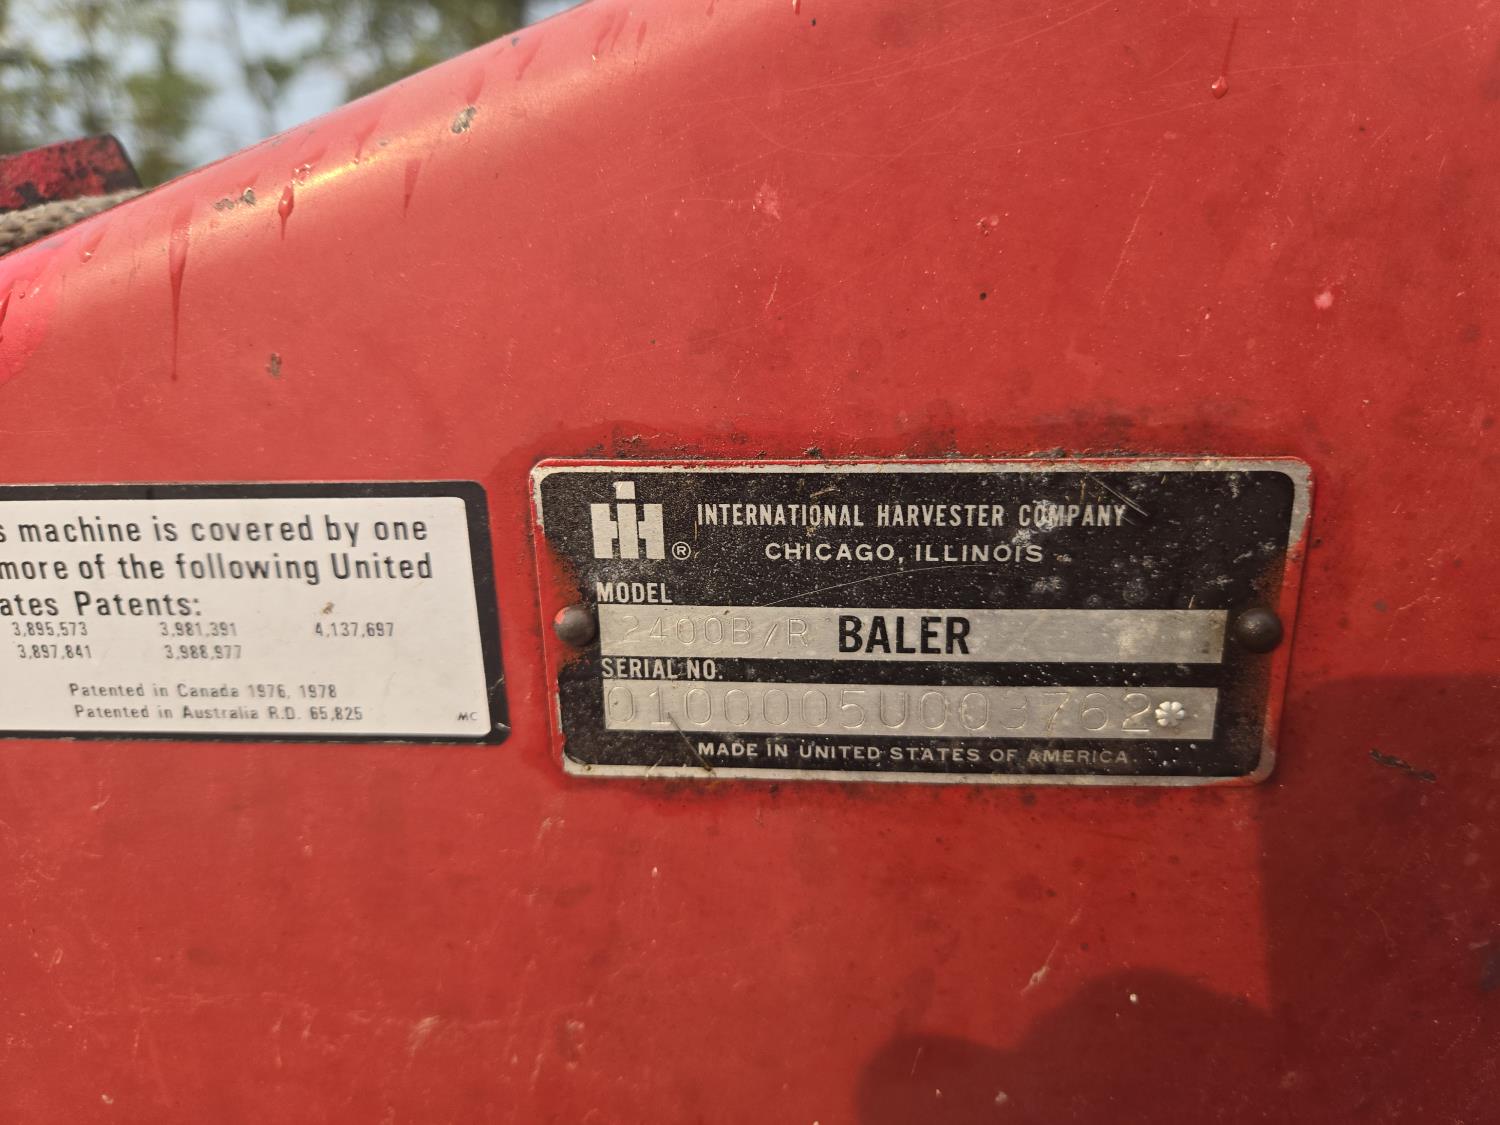 s machine is covered by one
more of the following United
ates Patents:
3,895,573 3,981,391 4,137,697
3,897,841 3,988,977
Patented in Canada 1976, 1978
Patented in Australia R.D. 65,825
MC
IH ®
INTERNATIONAL HARVESTER COMPANY
CHICAGO, ILLINOIS
MODEL
2400B/R BALER
SERIAL NO.
0100005U003762
MADE IN UNITED STATES OF AMERICA